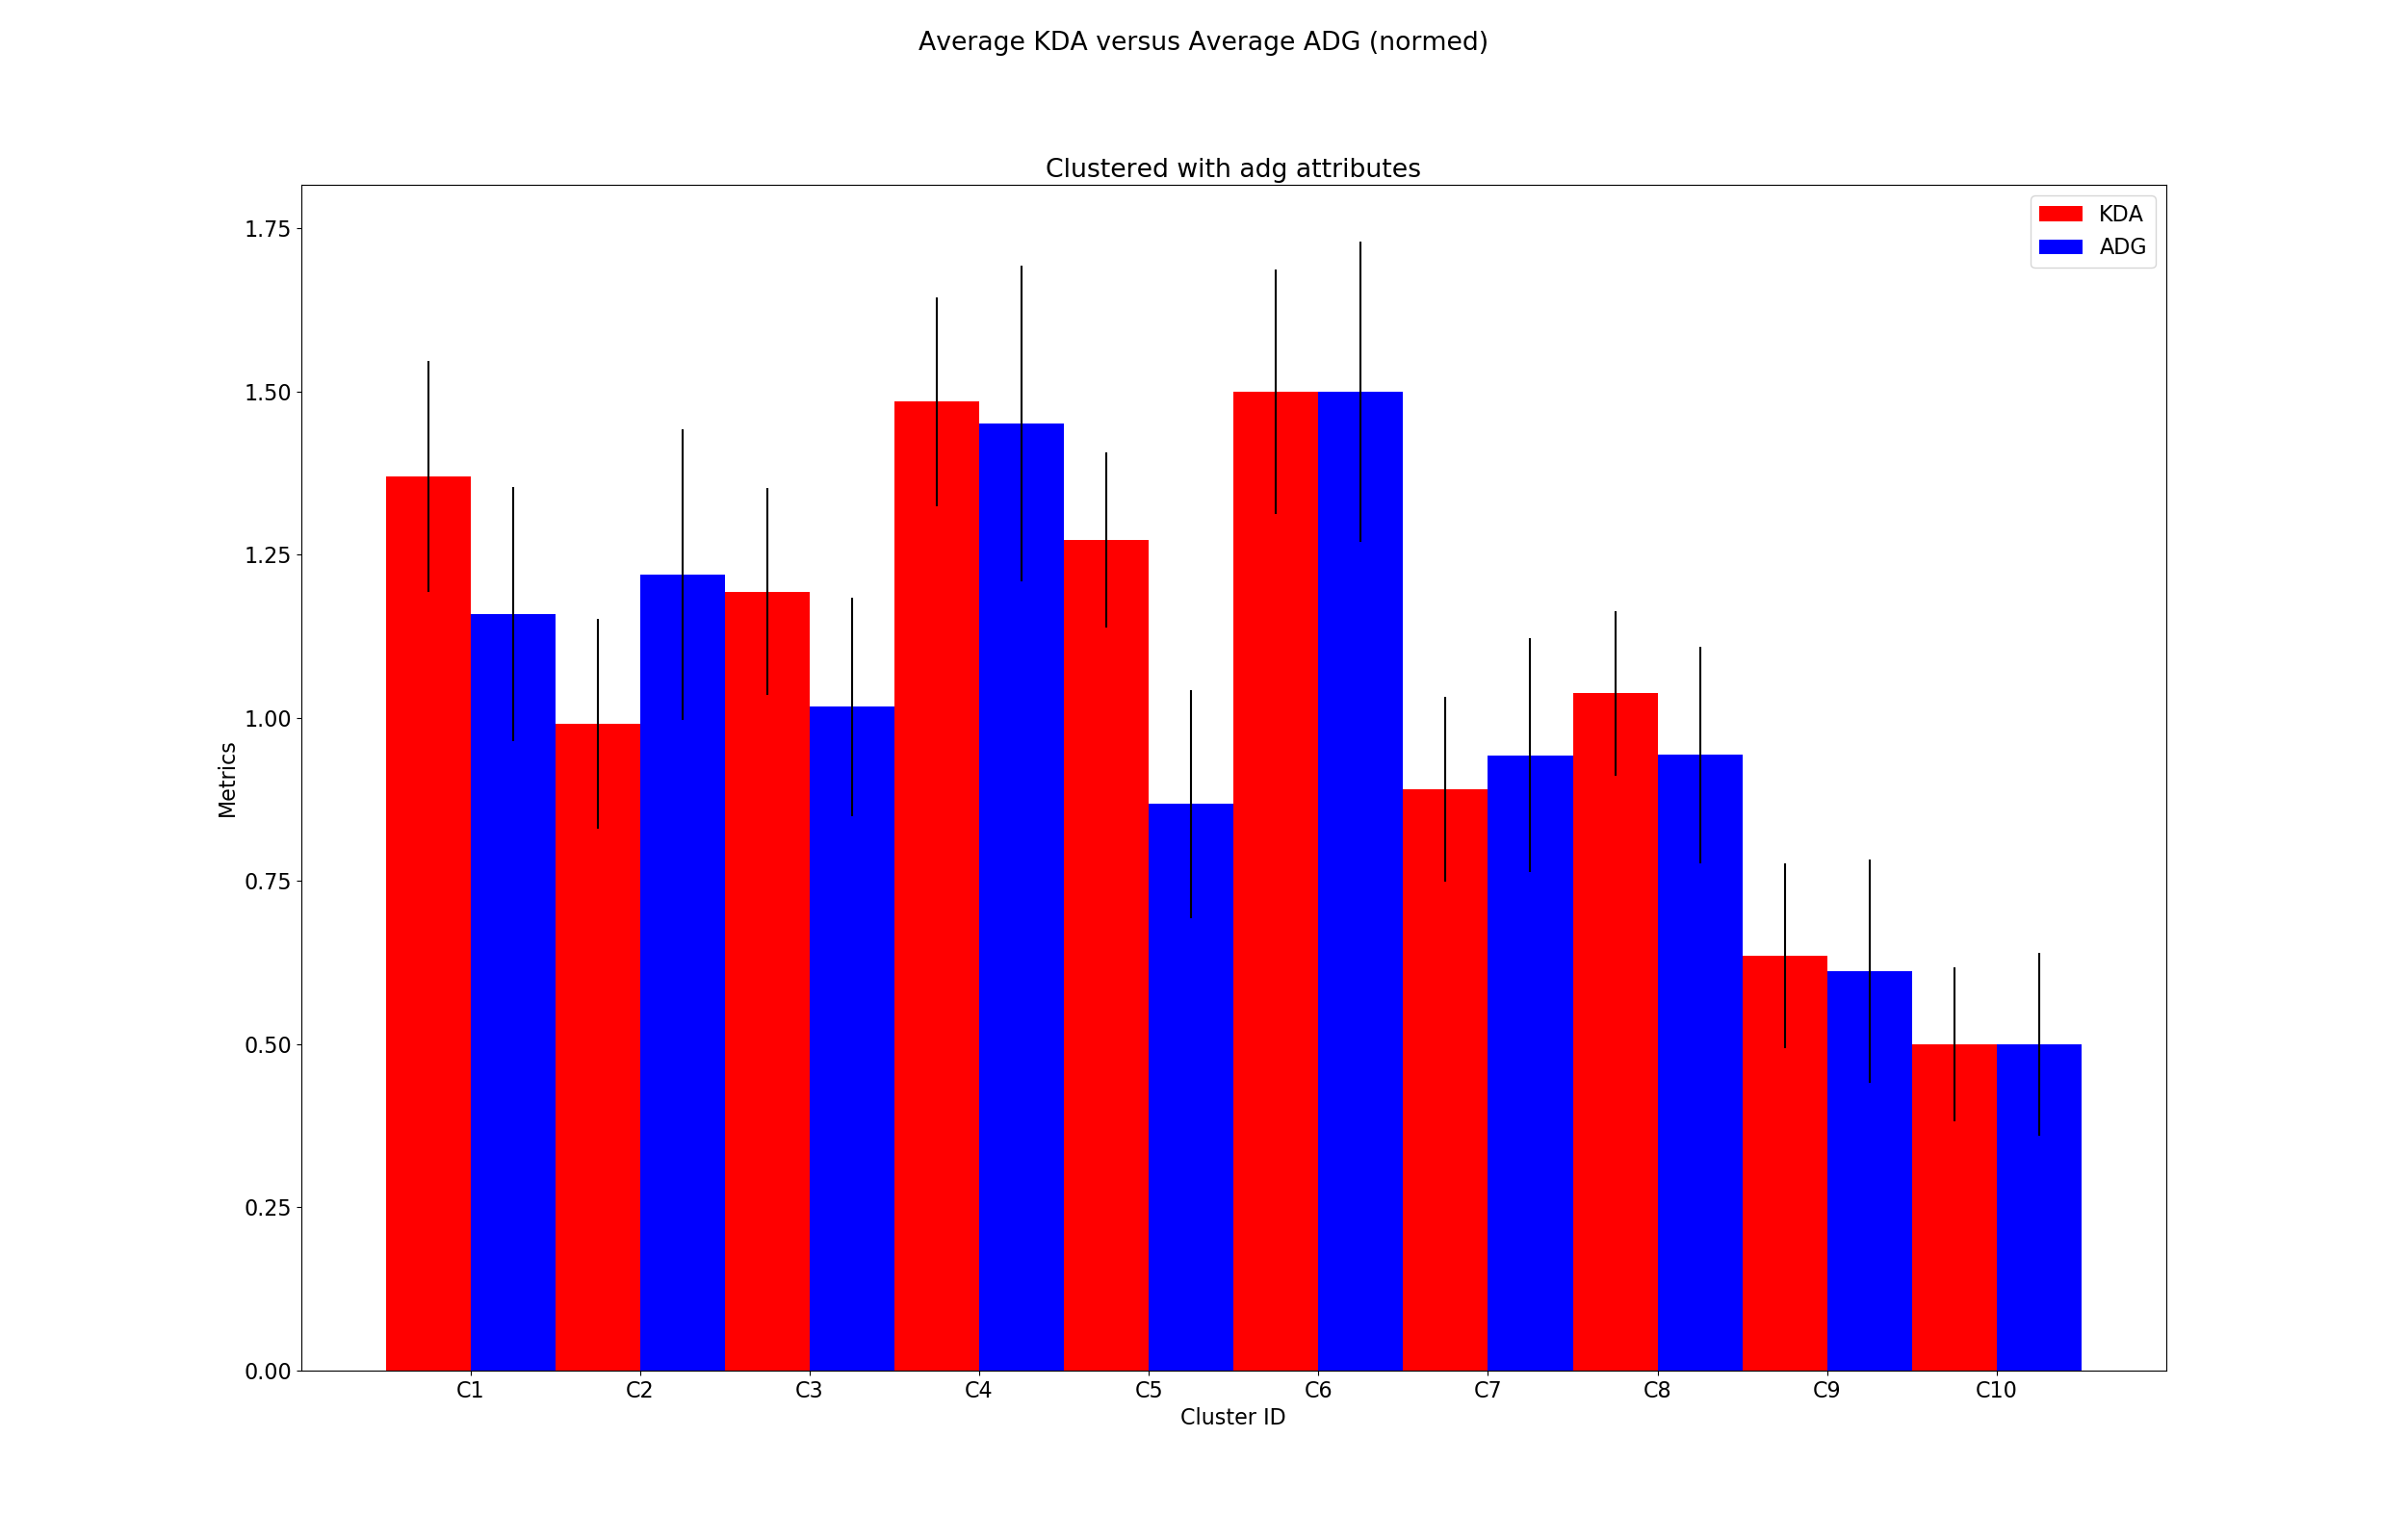 Average KDA versus Average ADG (normed)
Clustered with adg attributes
KDA
ADG
1.75
1.50
1.25
1.00
0.75
0.50
0.25
0.00
Metrics
C1 C2 C3 C4 C5 C6 C7 C8 C9 C10
Cluster ID